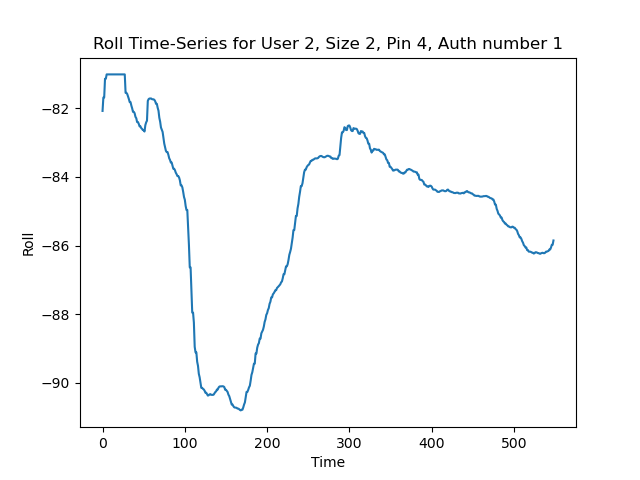 Roll Time-Series for User 2, Size 2, Pin 4, Auth number 1
−82
−84
−86
−88
−90
Roll
0 100 200 300 400 500
Time